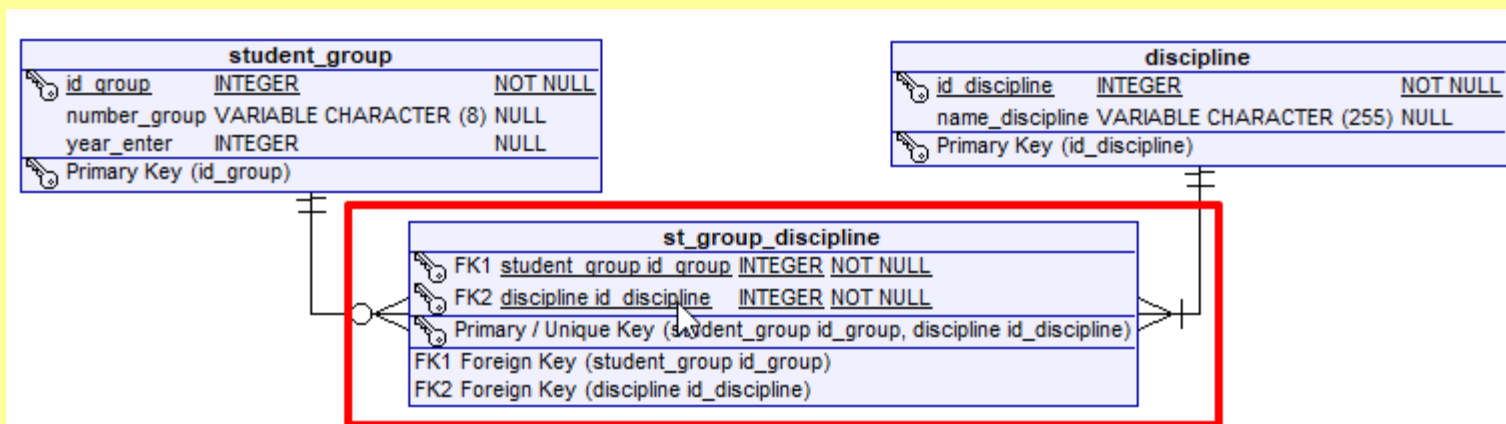 student_group
id_group INTEGER NOT NULL
number_group VARIABLE CHARACTER (8) NULL
year_enter INTEGER NULL
Primary Key (id_group)
discipline
id_discipline INTEGER NOT NULL
name_discipline VARIABLE CHARACTER (255) NULL
Primary Key (id_discipline)
st_group_discipline
FK1 student_group id_group INTEGER NOT NULL
FK2 discipline id_discipline INTEGER NOT NULL
Primary / Unique Key (student_group id_group, discipline id_discipline)
FK1 Foreign Key (student_group id_group)
FK2 Foreign Key (discipline id_discipline)